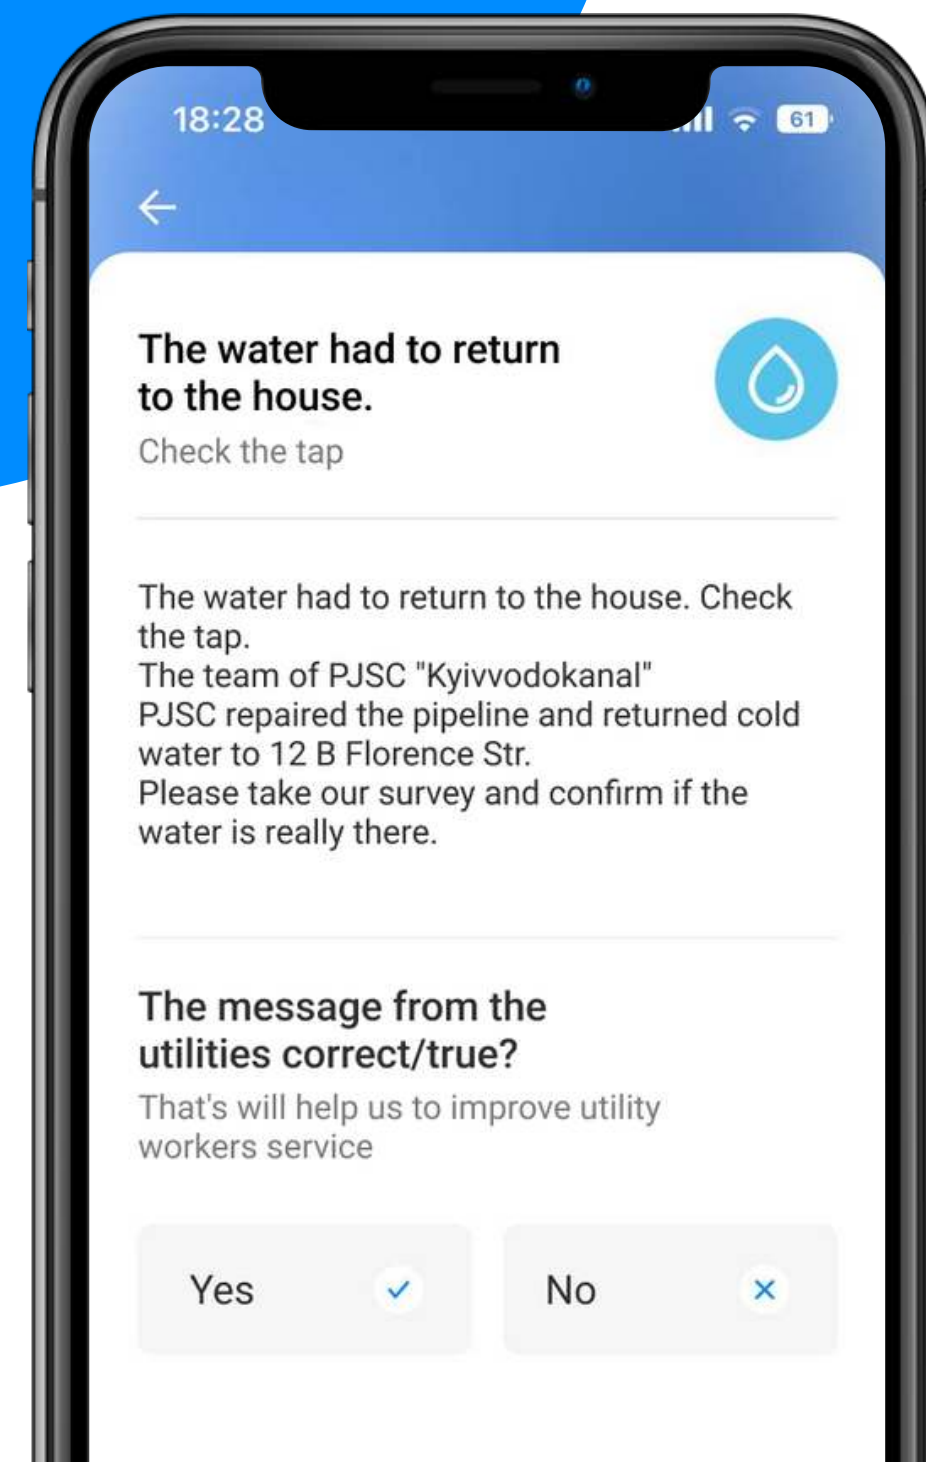 18:28
61
The water had to return
to the house.
Check the tap
The water had to return to the house. Check
the tap.
The team of PJSC "Kyivvodokanal"
PJSC repaired the pipeline and returned cold
water to 12 B Florence Str.
Please take our survey and confirm if the
water is really there.
The message from the
utilities correct/true?
That's will help us to improve utility
workers service
Yes
No